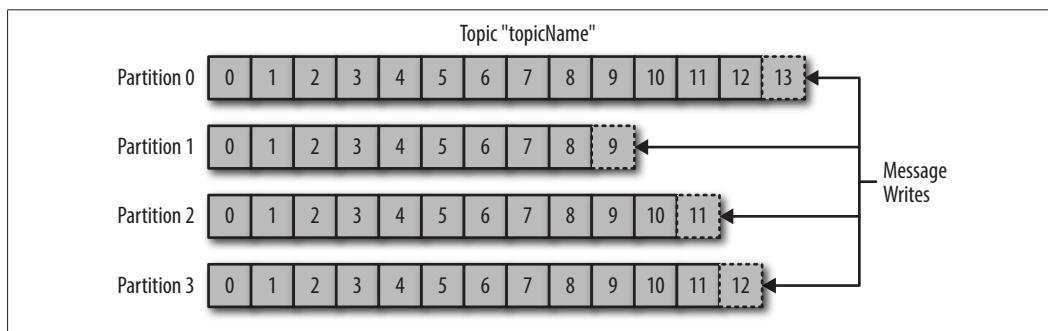 Topic "topicName"
Partition 0 0 1 2 3 4 5 6 7 8 9 10 11 12 13
Partition 1 0 1 2 3 4 5 6 7 8 9
Partition 2 0 1 2 3 4 5 6 7 8 9 10 11
Partition 3 0 1 2 3 4 5 6 7 8 9 10 11 12
Message
Writes